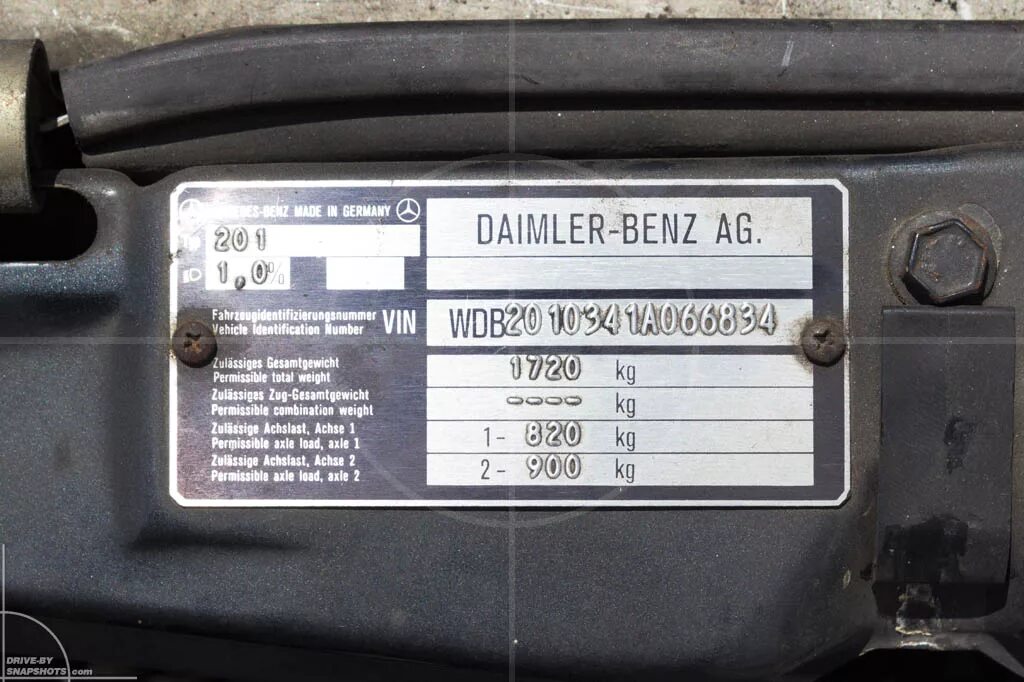 MADE IN GERMANY
DAIMLER-BENZ AG.
201
1,0%
Fahrzeugidentifizierungsnummer
Vehicle Identification Number
VIN
WDB2010341A066834
Zulässiges Gesamtgewicht
Permissible total weight
1720 kg
Zulässiges Zug-Gesamtgewicht
Permissible combination weight
---- kg
Zulässige Achslast, Achse 1
Permissible axle load, axle 1
1- 820 kg
Zulässige Achslast, Achse 2
Permissible axle load, axle 2
2- 900 kg
DRIVE-BY
SNAPSHOTS.com